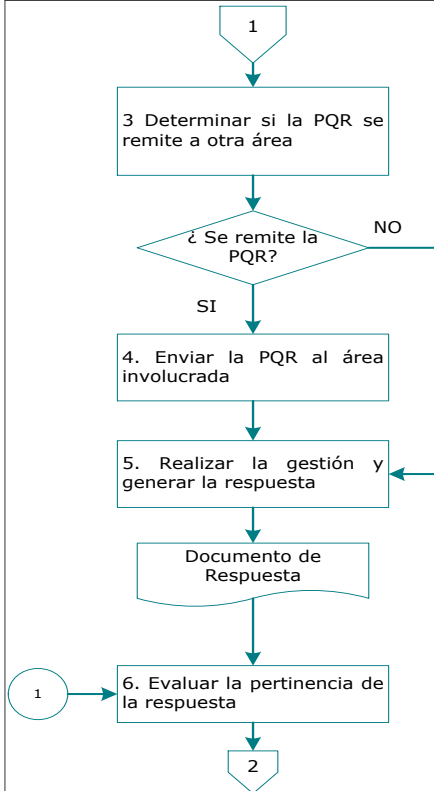 1
3 Determinar si la PQR se
remite a otra área
¿ Se remite la
PQR?
NO
SI
4. Enviar la PQR al área
involucrada
5. Realizar la gestión y
generar la respuesta
Documento de
Respuesta
1
6. Evaluar la pertinencia de
la respuesta
2